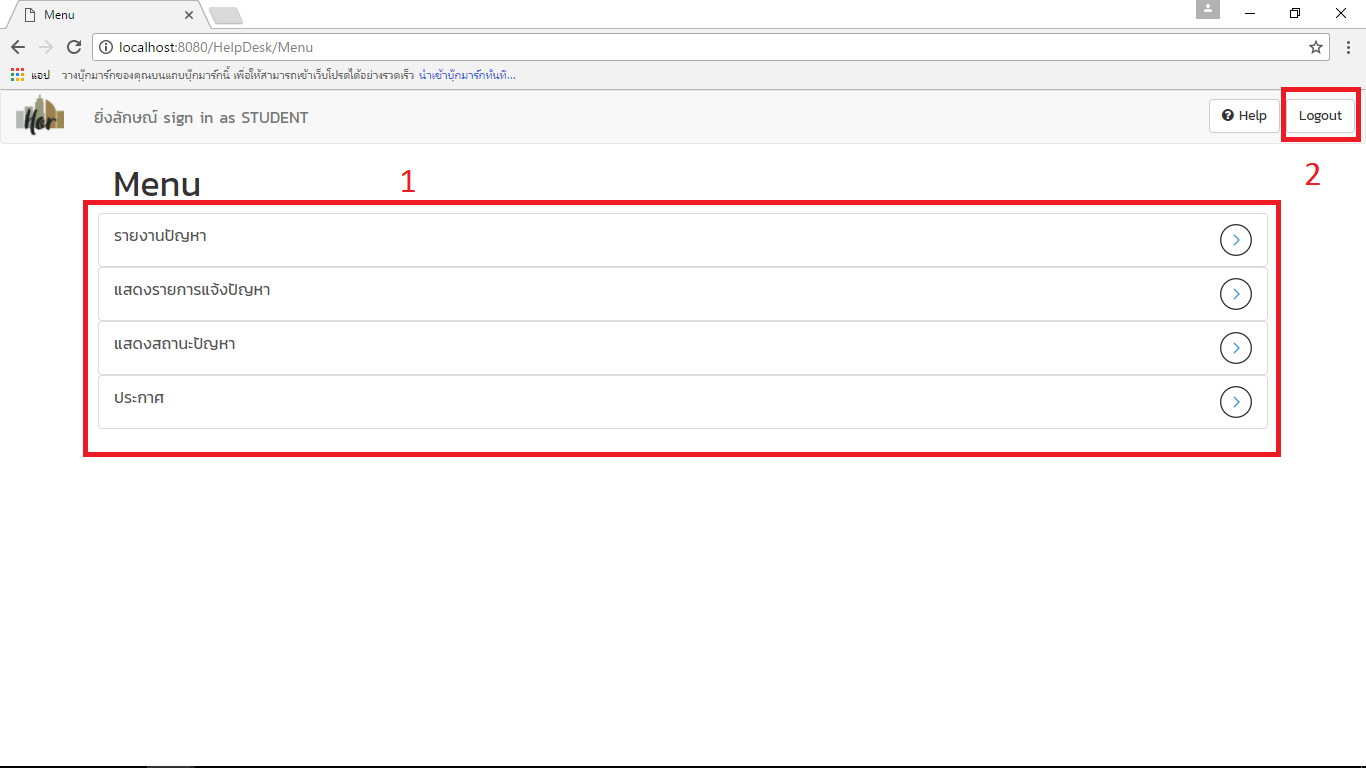 Menu
localhost:8080/HelpDesk/Menu
แอป วางบุ๊กมาร์กของคุณบนแถบบุ๊กมาร์กนี้ เพื่อให้สามารถเข้าเว็บโปรดได้อย่างรวดเร็ว นำเข้าบุ๊กมาร์กทันที...
Hor ยิ่งลักษณ์ sign in as STUDENT Help Logout
Menu 1 2
รายงานปัญหา
แสดงรายการแจ้งปัญหา
แสดงสถานะปัญหา
ประกาศ